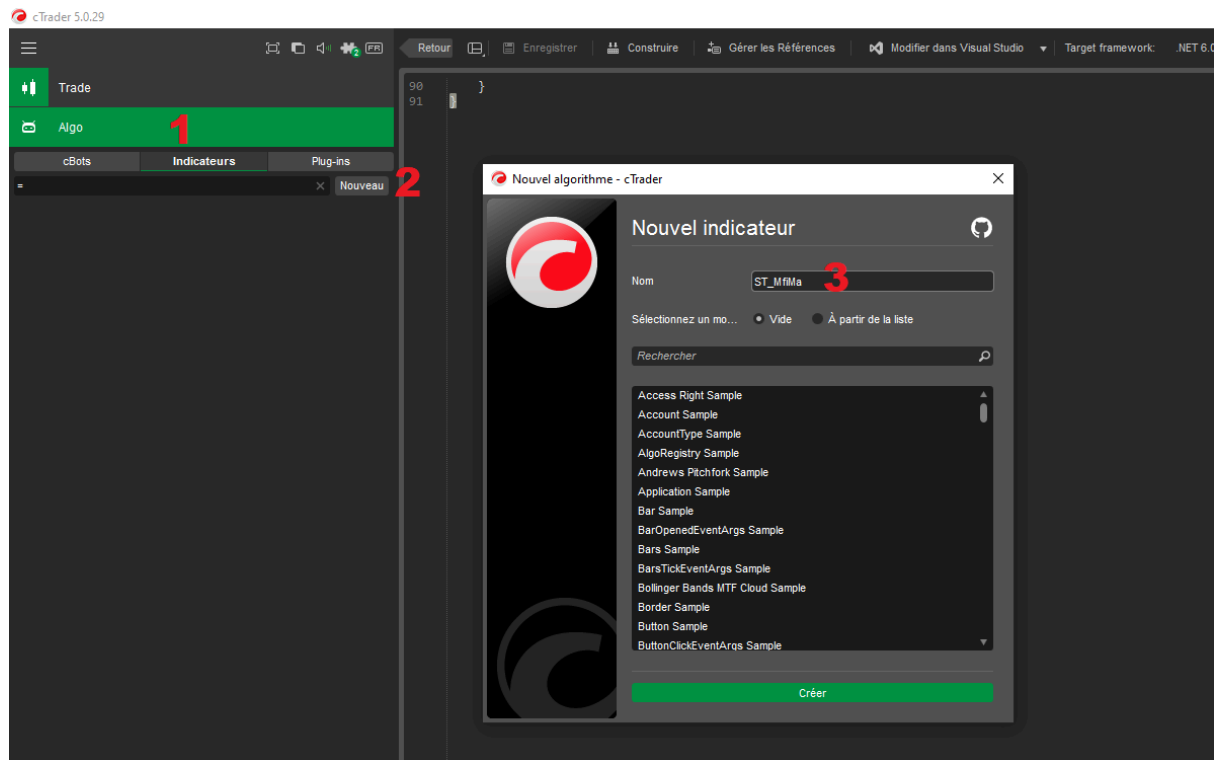 cTrader 5.0.29
FR
Retour
Enregistrer
Construire
Gérer les Références
Modifier dans Visual Studio
Target framework:
.NET 6.0
Trade
Algo
1
cBots
Indicateurs
Plug-ins
=
Nouveau
2
90 }
91 }
Nouvel algorithme - cTrader
Nouvel indicateur
Nom
ST_MfiMa
3
Sélectionnez un mo...
Vide
À partir de la liste
Rechercher
Access Right Sample
Account Sample
AccountType Sample
AlgoRegistry Sample
Andrews Pitchfork Sample
Application Sample
Bar Sample
BarOpenedEventArgs Sample
Bars Sample
BarsTickEventArgs Sample
Bollinger Bands MTF Cloud Sample
Border Sample
Button Sample
ButtonClickEventArgs Sample
Créer